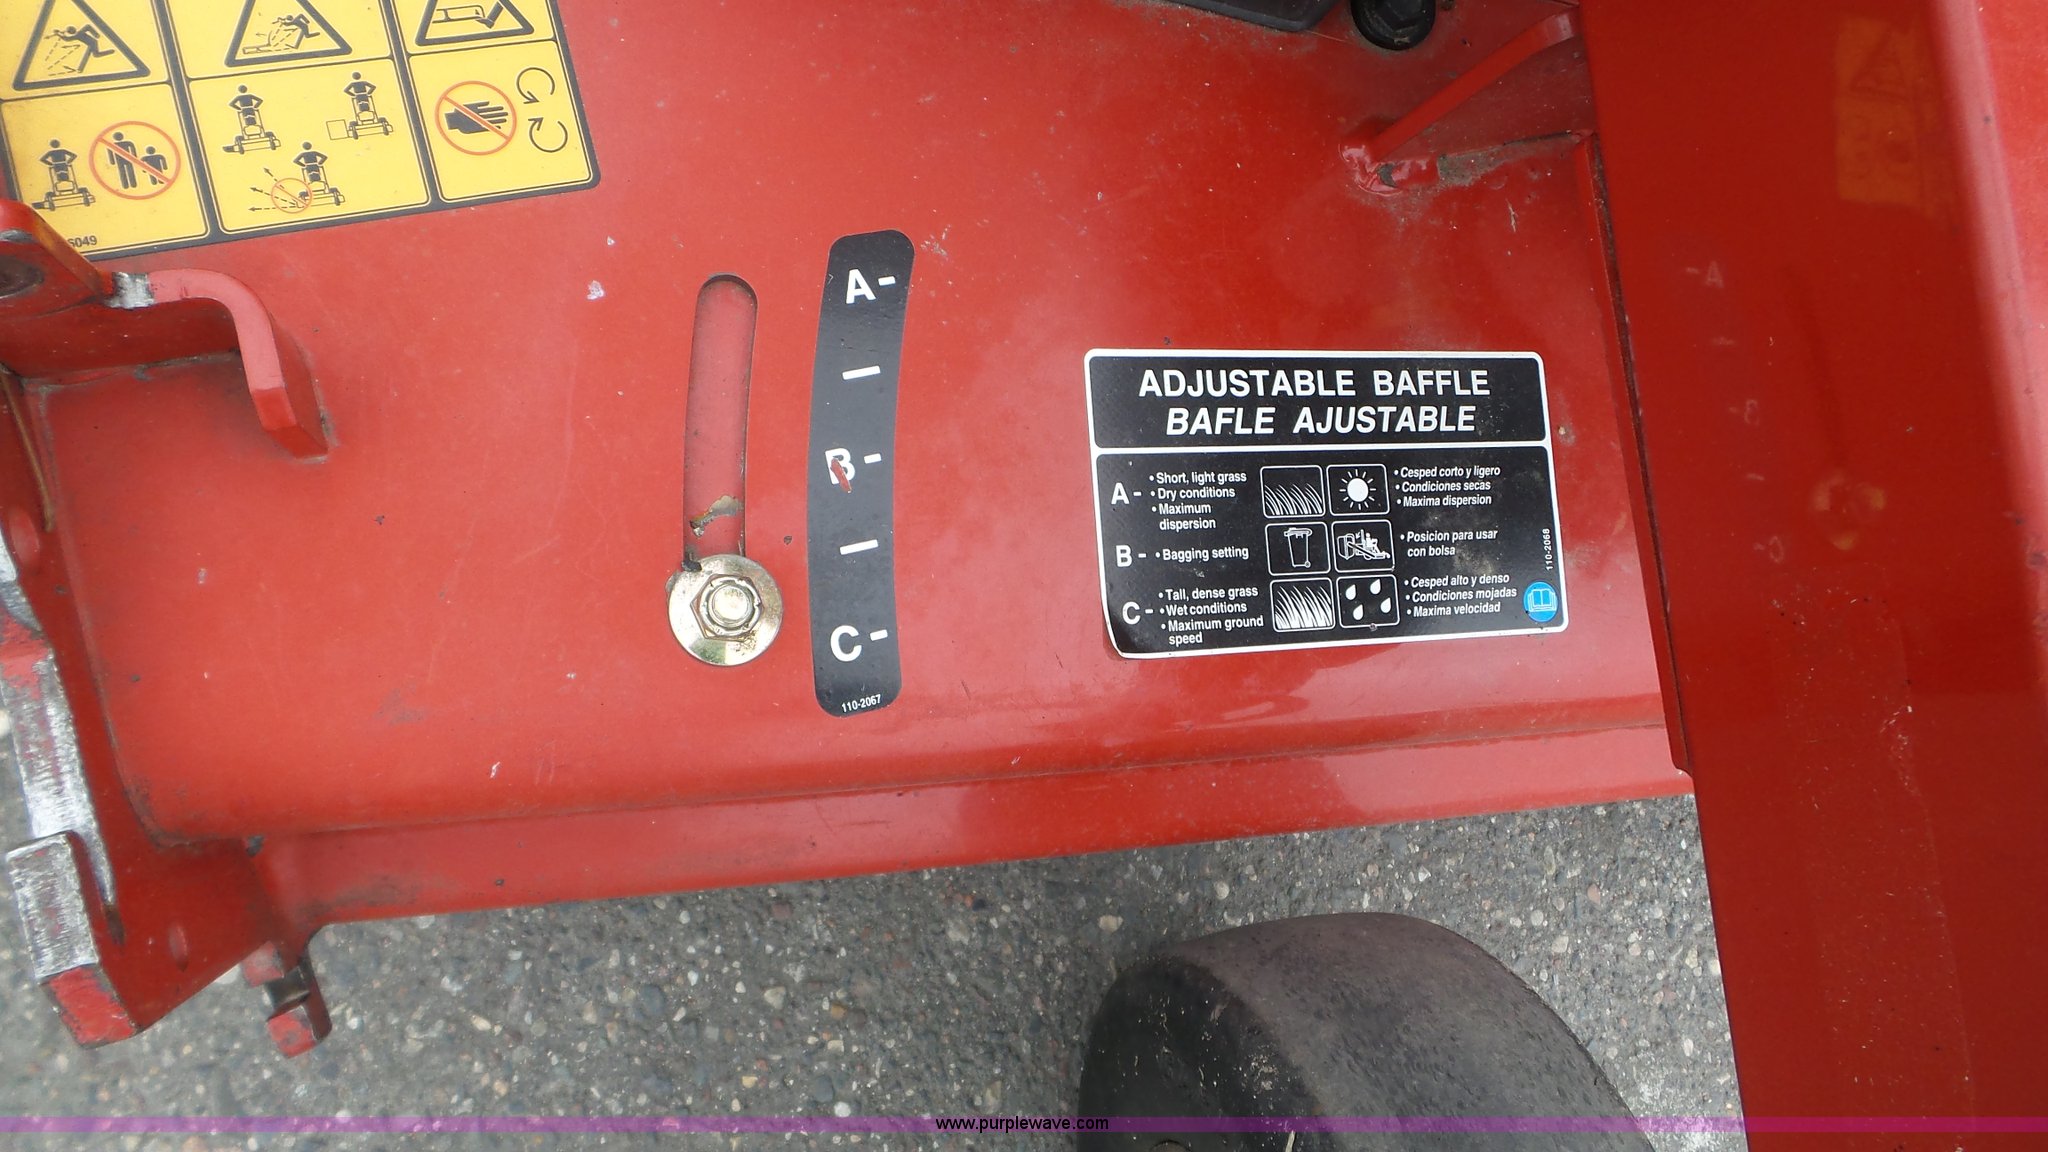 S049
A-
B-
C-
110-2067
ADJUSTABLE BAFFLE
BAFLE AJUSTABLE
A- • Short, light grass
• Dry conditions
• Maximum
dispersion
• Cesped corto y ligero
• Condiciones secas
• Maxima dispersion
B- • Bagging setting
• Posicion para usar
con bolsa
C- • Tall, dense grass
• Wet conditions
• Maximum ground
speed
• Cesped alto y denso
• Condiciones mojadas
• Maxima velocidad
110-2068
www.purplewave.com